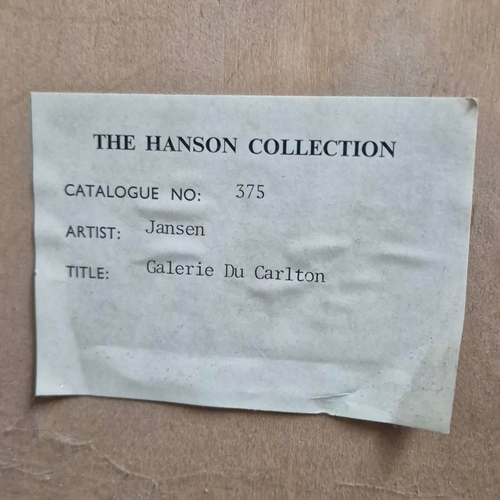 THE HANSON COLLECTION
CATALOGUE NO: 375
ARTIST: Jansen
TITLE: Galerie Du Carlton